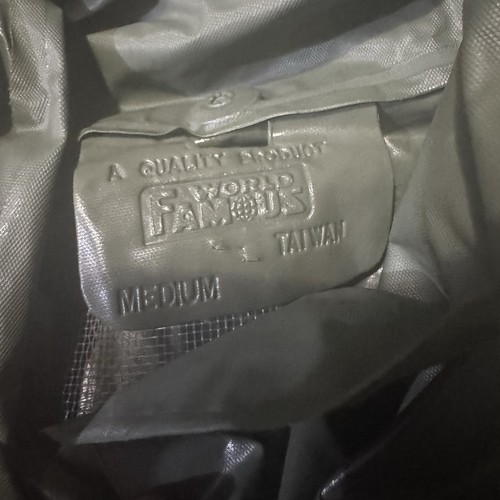 A QUALITY PRODUCT
WORLD
FAMOUS
TAIWAN
MEDIUM